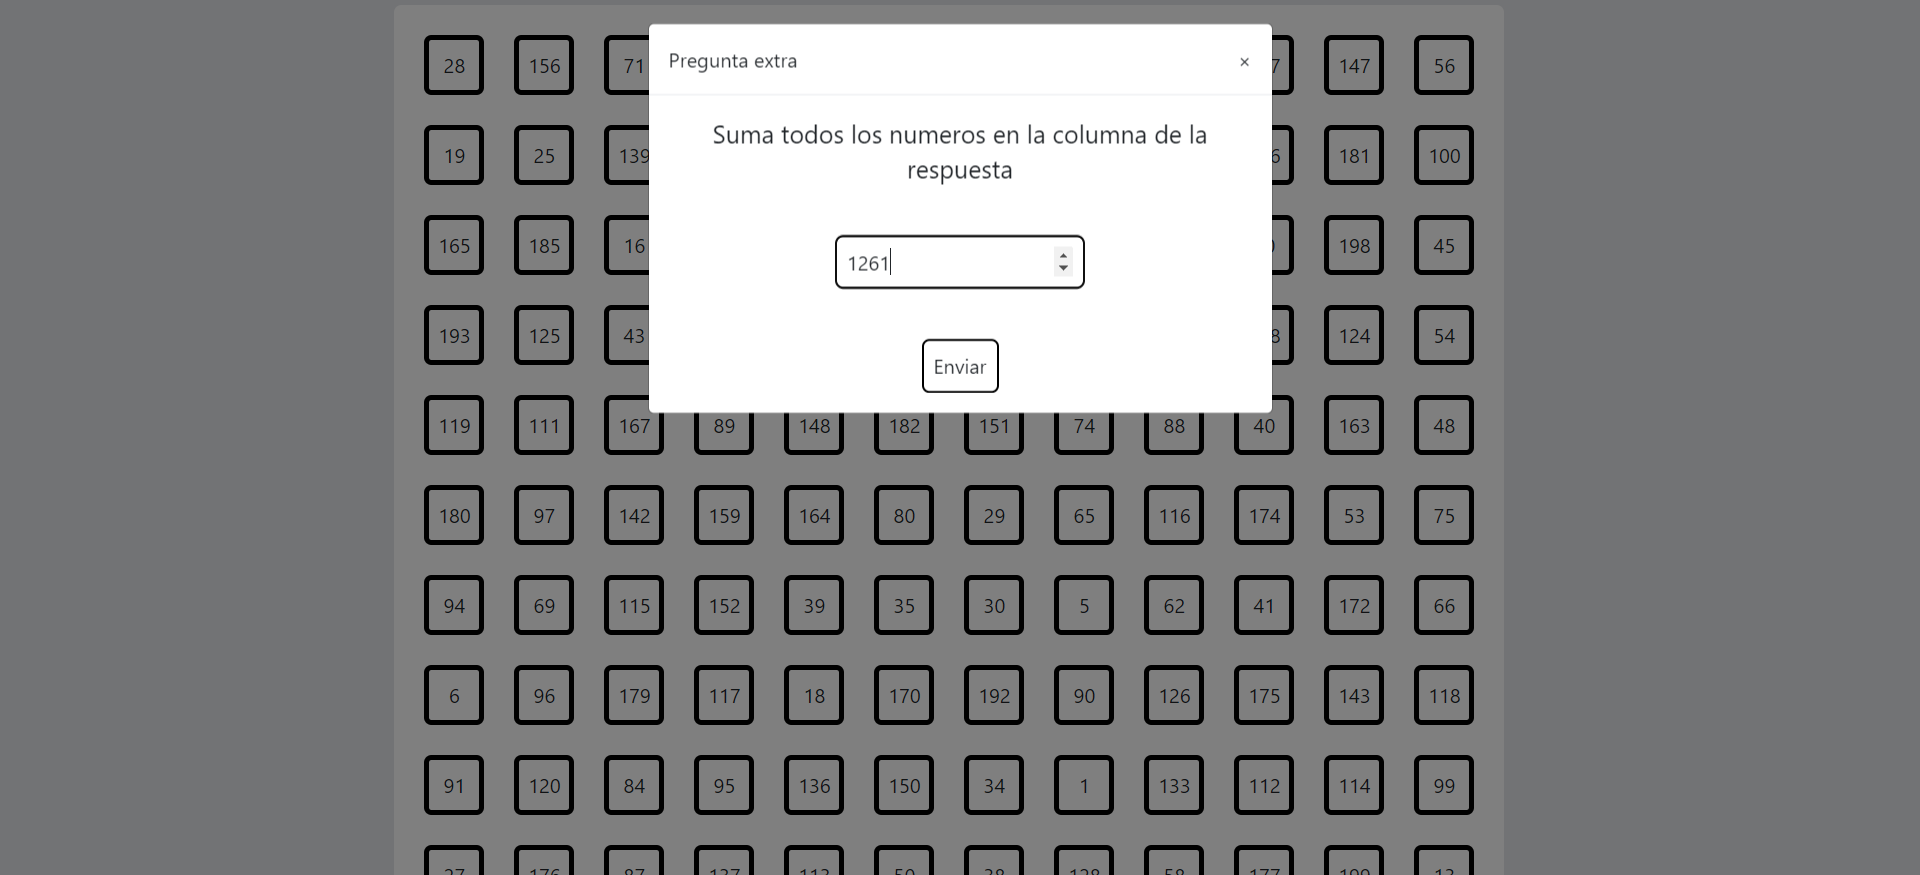 Pregunta extra ×
Suma todos los numeros en la columna de la
respuesta
1261
Enviar
28 156 71 147 56
19 25 139 181 100
165 185 16 198 45
193 125 43 124 54
119 111 167 89 148 182 151 74 88 40 163 48
180 97 142 159 164 80 29 65 116 174 53 75
94 69 115 152 39 35 30 5 62 41 172 66
6 96 179 117 18 170 192 90 126 175 143 118
91 120 84 95 136 150 34 1 133 112 114 99